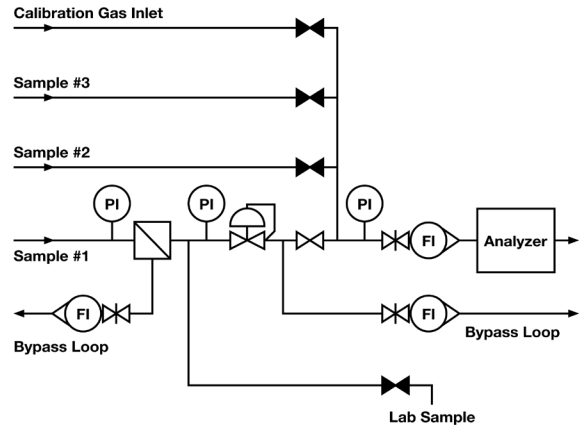 Calibration Gas Inlet
Sample #3
Sample #2
PI
PI
PI
Sample #1
FI
Analyzer
FI
Bypass Loop
FI
Bypass Loop
Lab Sample